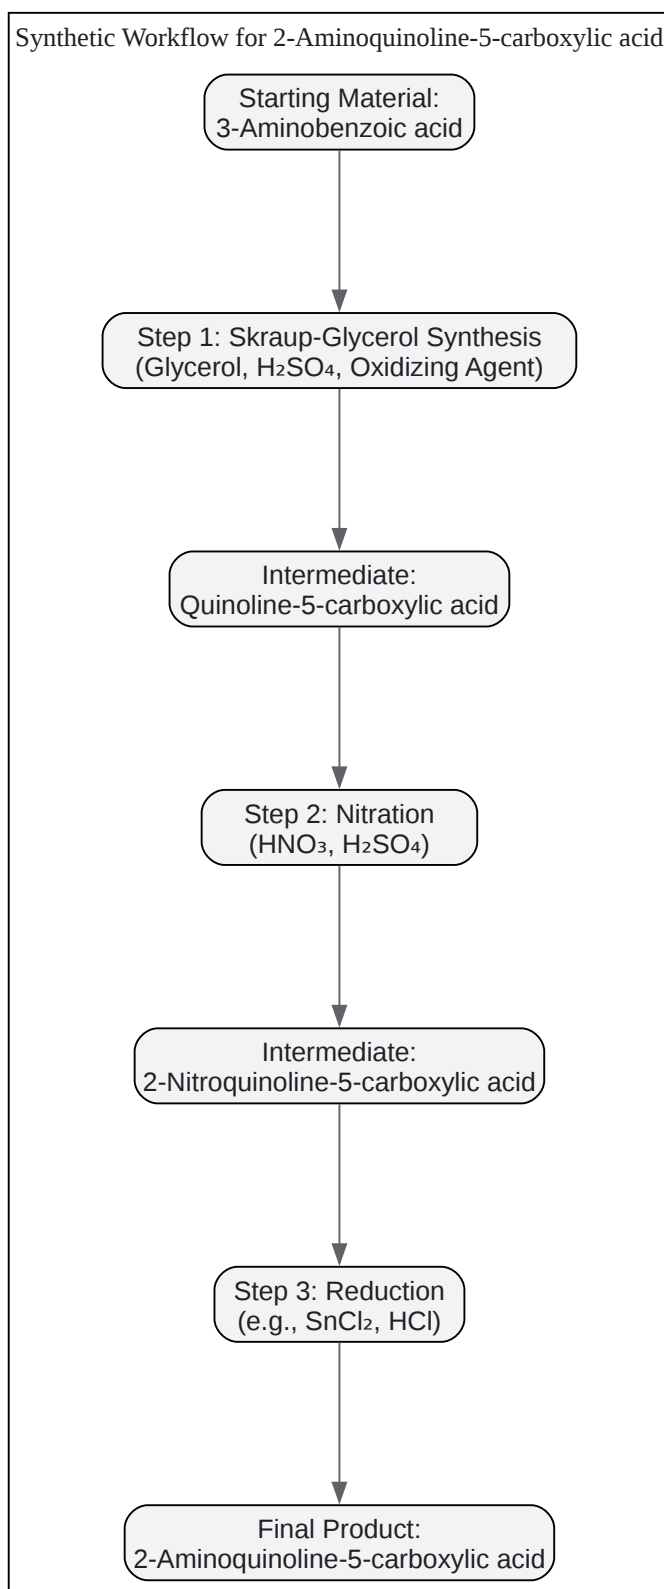 Synthetic Workflow for 2-Aminoquinoline-5-carboxylic acid
Starting Material:
3-Aminobenzoic acid
Step 1: Skraup-Glycerol Synthesis
(Glycerol, H₂SO₄, Oxidizing Agent)
Intermediate:
Quinoline-5-carboxylic acid
Step 2: Nitration
(HNO₃, H₂SO₄)
Intermediate:
2-Nitroquinoline-5-carboxylic acid
Step 3: Reduction
(e.g., SnCl₂, HCl)
Final Product:
2-Aminoquinoline-5-carboxylic acid